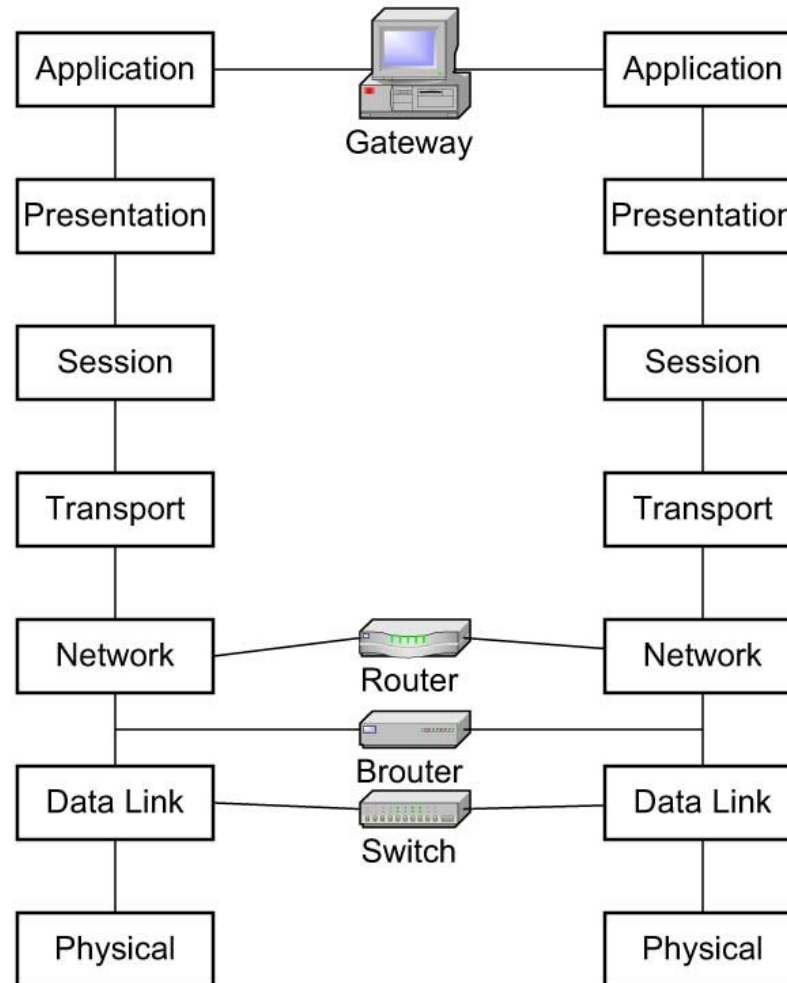 Application
Gateway
Application
Presentation
Presentation
Session
Session
Transport
Transport
Network
Router
Network
Brouter
Data Link
Switch
Data Link
Physical
Physical